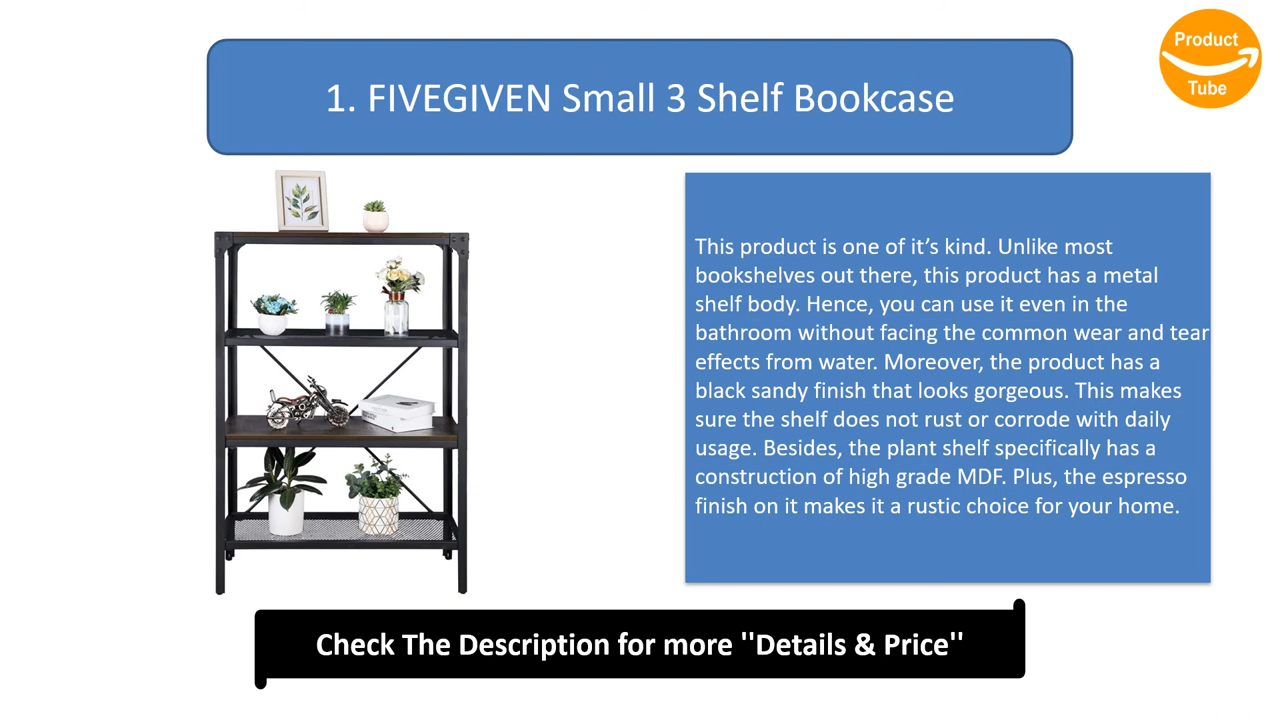 Product
Tube
1. FIVEGIVEN Small 3 Shelf Bookcase
This product is one of it’s kind. Unlike most
bookshelves out there, this product has a metal
shelf body. Hence, you can use it even in the
bathroom without facing the common wear and tear
effects from water. Moreover, the product has a
black sandy finish that looks gorgeous. This makes
sure the shelf does not rust or corrode with daily
usage. Besides, the plant shelf specifically has a
construction of high grade MDF. Plus, the espresso
finish on it makes it a rustic choice for your home.
Check The Description for more ''Details & Price''